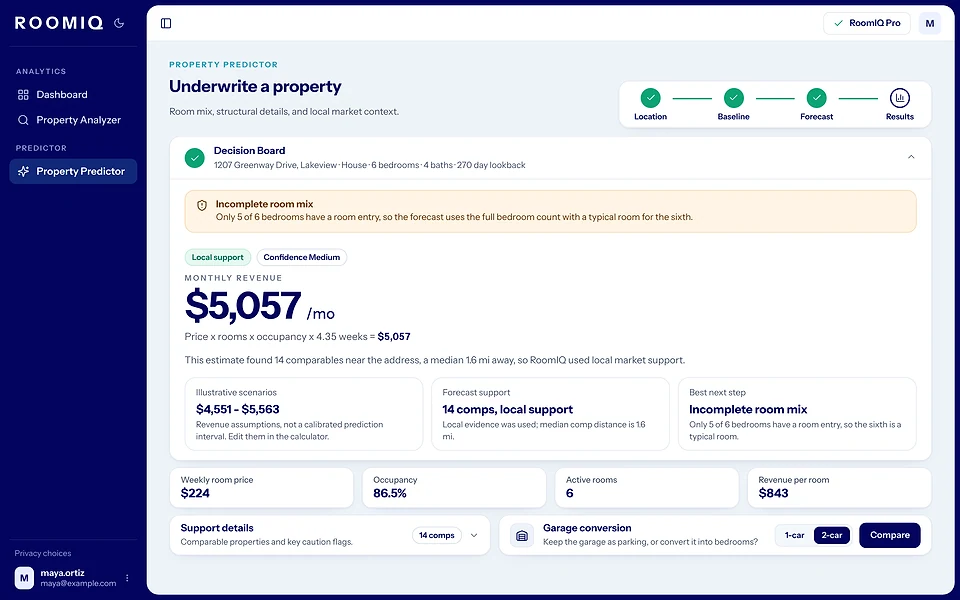 ROOMIQ
RoomIQ Pro
M
ANALYTICS
Dashboard
Property Analyzer
PREDICTOR
Property Predictor
PROPERTY PREDICTOR
Underwrite a property
Room mix, structural details, and local market context.
Location
Baseline
Forecast
Results
Decision Board
1207 Greenway Drive, Lakeview · House · 6 bedrooms · 4 baths · 270 day lookback
Incomplete room mix
Only 5 of 6 bedrooms have a room entry, so the forecast uses the full bedroom count with a typical room for the sixth.
Local support
Confidence Medium
MONTHLY REVENUE
$5,057 /mo
Price x rooms x occupancy x 4.35 weeks = $5,057
This estimate found 14 comparables near the address, a median 1.6 mi away, so RoomIQ used local market support.
Illustrative scenarios
$4,551 - $5,563
Revenue assumptions, not a calibrated prediction
interval. Edit them in the calculator.
Forecast support
14 comps, local support
Local evidence was used; median comp distance is 1.6
mi.
Best next step
Incomplete room mix
Only 5 of 6 bedrooms have a room entry, so the sixth is a
typical room.
Weekly room price
$224
Occupancy
86.5%
Active rooms
6
Revenue per room
$843
Support details
Comparable properties and key caution flags.
14 comps
Garage conversion
Keep the garage as parking, or convert it into bedrooms?
1-car
2-car
Compare
Privacy choices
M
maya.ortiz
maya@example.com